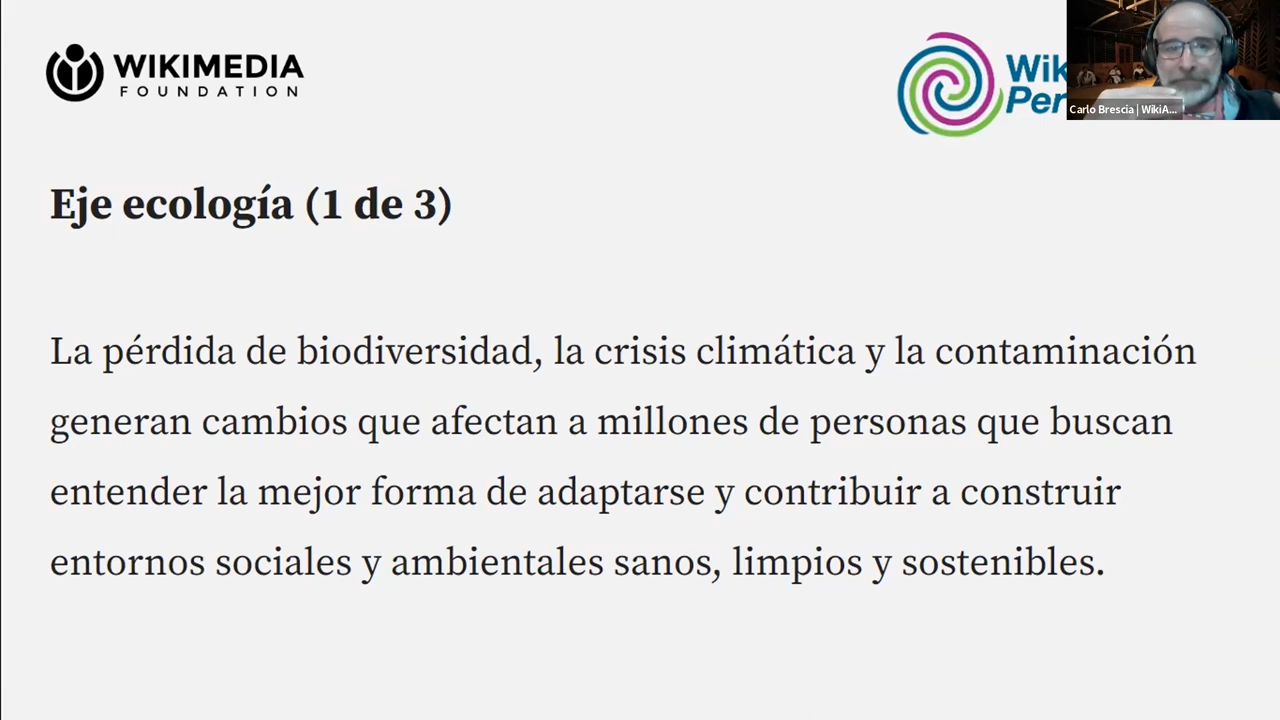 WIKIMEDIA
FOUNDATION
Wik
Per
Carlo Brescia | WikiA...
Eje ecología (1 de 3)
La pérdida de biodiversidad, la crisis climática y la contaminación
generan cambios que afectan a millones de personas que buscan
entender la mejor forma de adaptarse y contribuir a construir
entornos sociales y ambientales sanos, limpios y sostenibles.